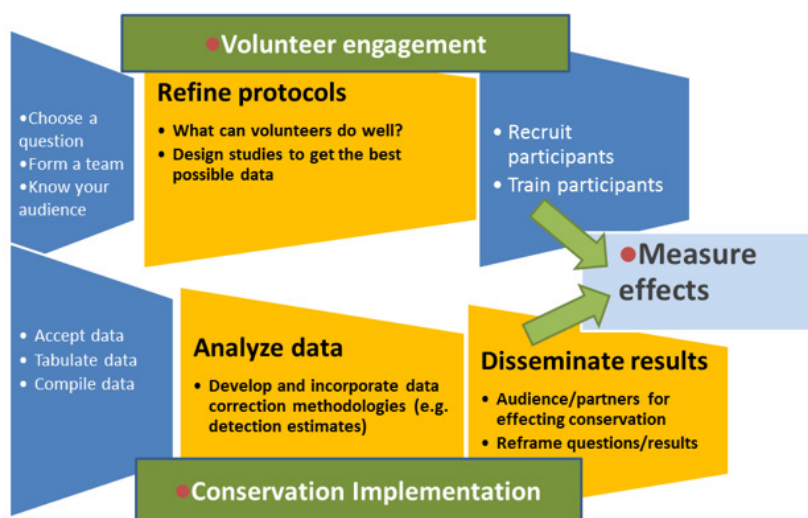 •Volunteer engagement
•Choose a
question
•Form a team
•Know your
audience
Refine protocols
• What can volunteers do well?
• Design studies to get the best
possible data
• Recruit
participants
• Train participants
•Measure
effects
• Accept data
• Tabulate data
• Compile data
Analyze data
• Develop and incorporate data
correction methodologies (e.g.
detection estimates)
Disseminate results
• Audience/partners for
effecting conservation
• Reframe questions/results
•Conservation Implementation